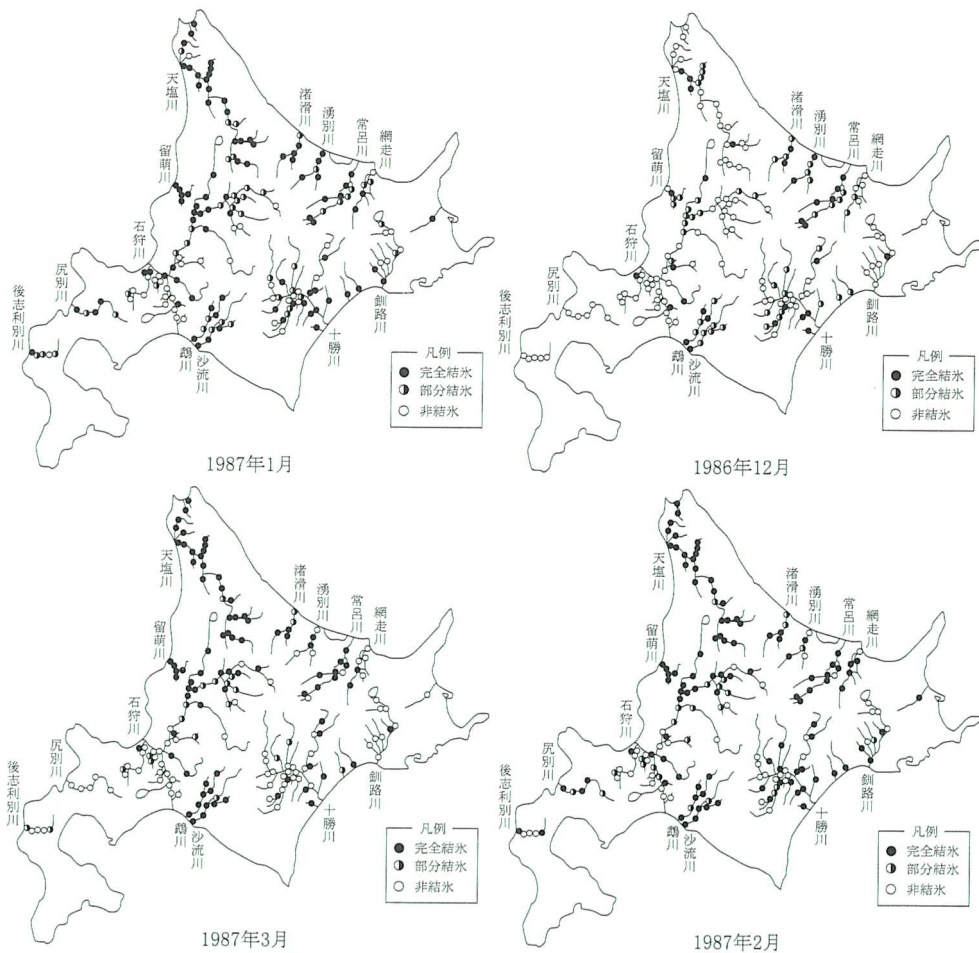 天塩川
留萌川
石狩川
尻別川
後志利別川
鵡川
沙流川
十勝川
釧路川
網走川
常呂川
湧別川
渚滑川
凡例
完全結氷
部分結氷
非結氷
1987年1月
天塩川
留萌川
石狩川
尻別川
後志利別川
鵡川
沙流川
十勝川
釧路川
網走川
常呂川
湧別川
渚滑川
凡例
完全結氷
部分結氷
非結氷
1986年12月
天塩川
留萌川
石狩川
尻別川
後志利別川
鵡川
沙流川
十勝川
釧路川
網走川
常呂川
湧別川
渚滑川
凡例
完全結氷
部分結氷
非結氷
1987年3月
天塩川
留萌川
石狩川
尻別川
後志利別川
鵡川
沙流川
十勝川
釧路川
網走川
常呂川
湧別川
渚滑川
凡例
完全結氷
部分結氷
非結氷
1987年2月